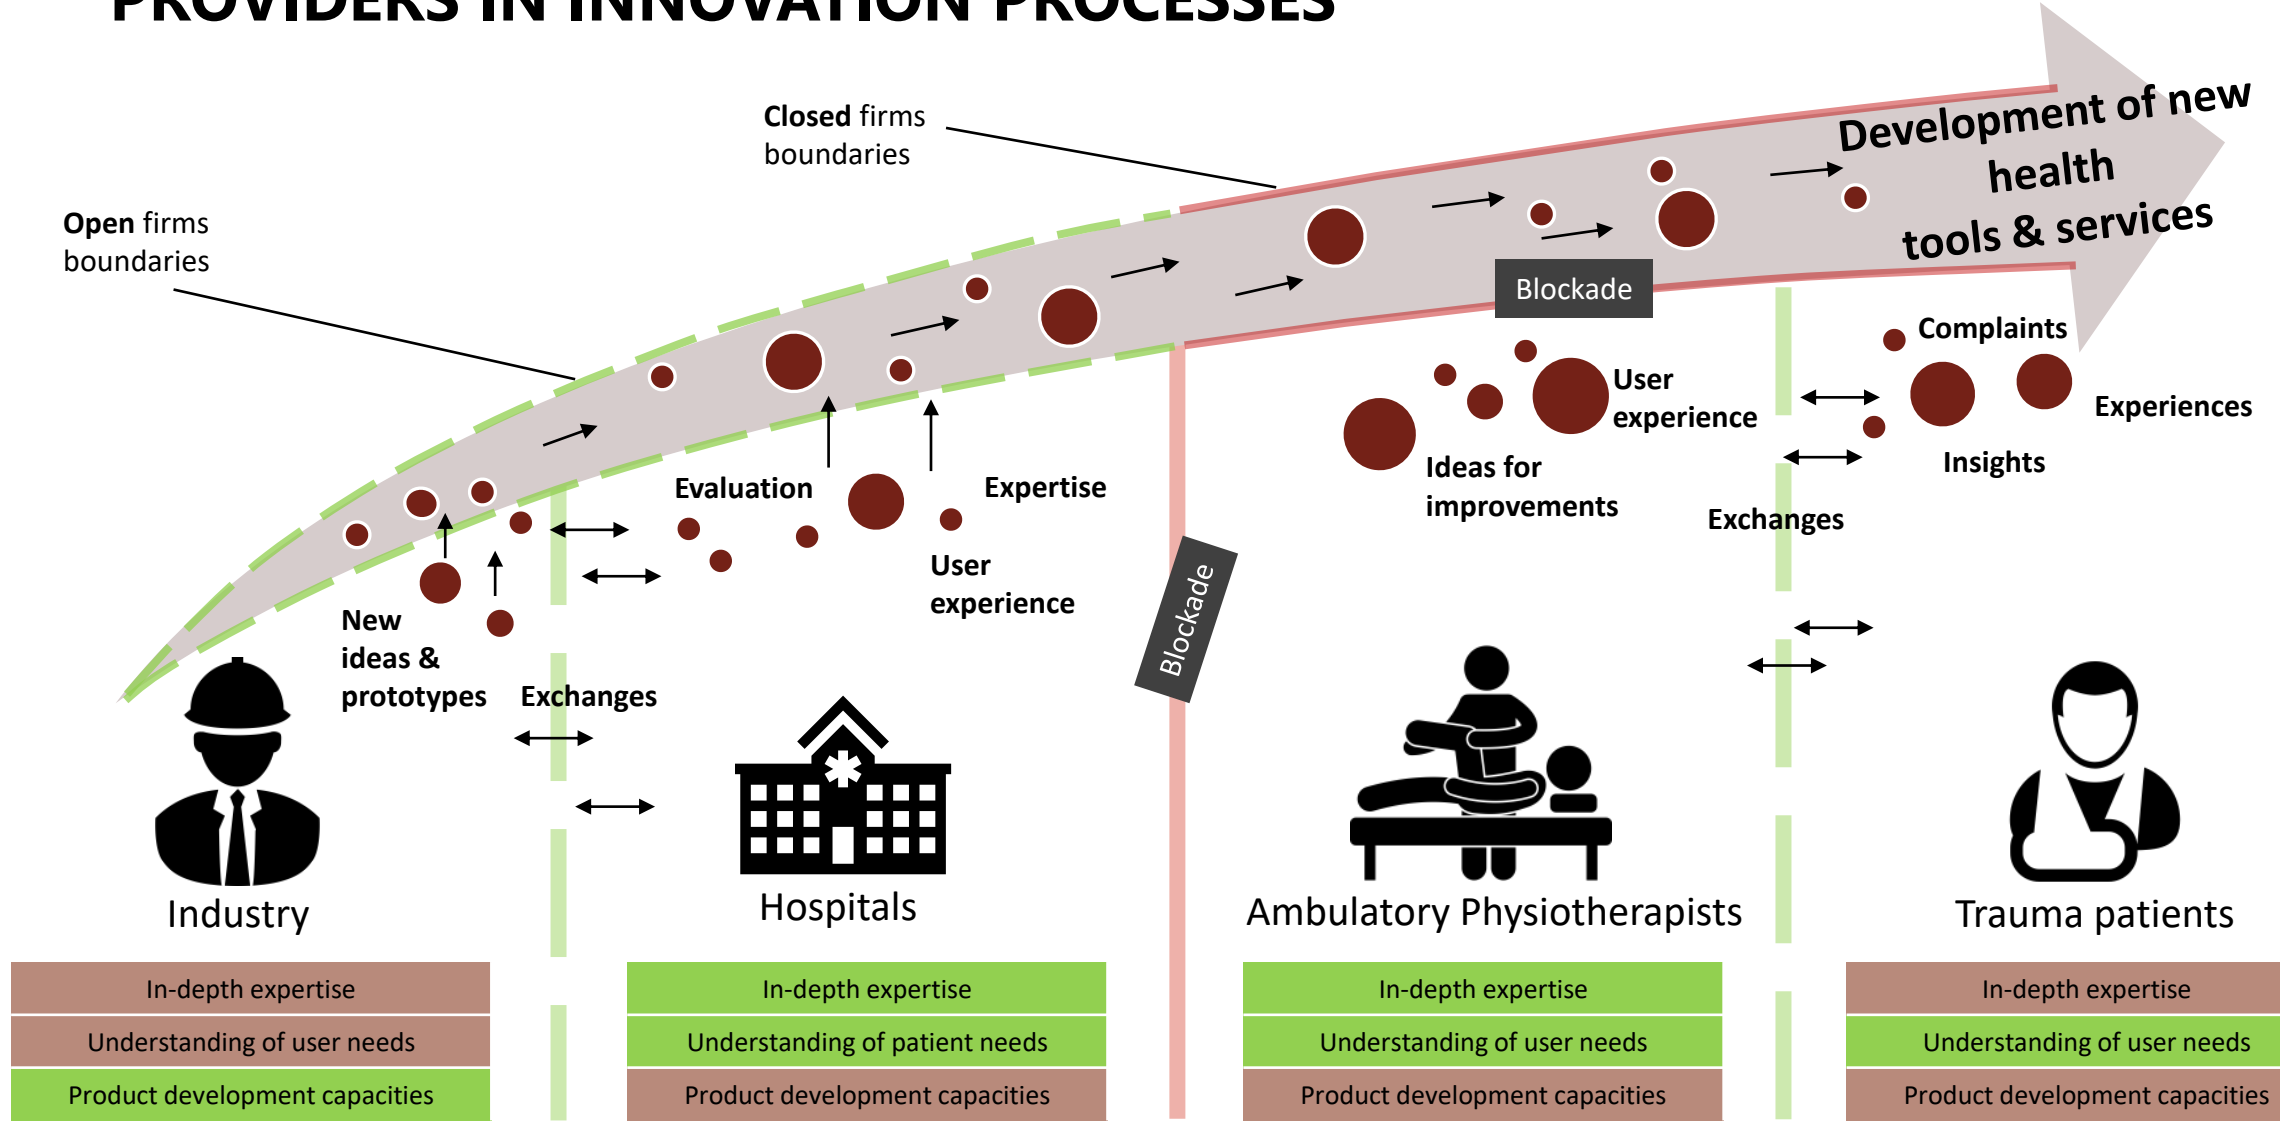 PROVIDERS IN INNOVATION PROCESSES
Closed firms
boundaries
Open firms
boundaries
Development of new
health
tools & services
Blockade
Complaints
Experiences
Insights
User
experience
Ideas for
improvements
Exchanges
Evaluation
Expertise
User
experience
Blockade
New
ideas &
prototypes
Exchanges
Industry
Hospitals
Ambulatory Physiotherapists
Trauma patients
In-depth expertise
Understanding of user needs
Product development capacities
In-depth expertise
Understanding of patient needs
Product development capacities
In-depth expertise
Understanding of user needs
Product development capacities
In-depth expertise
Understanding of user needs
Product development capacities